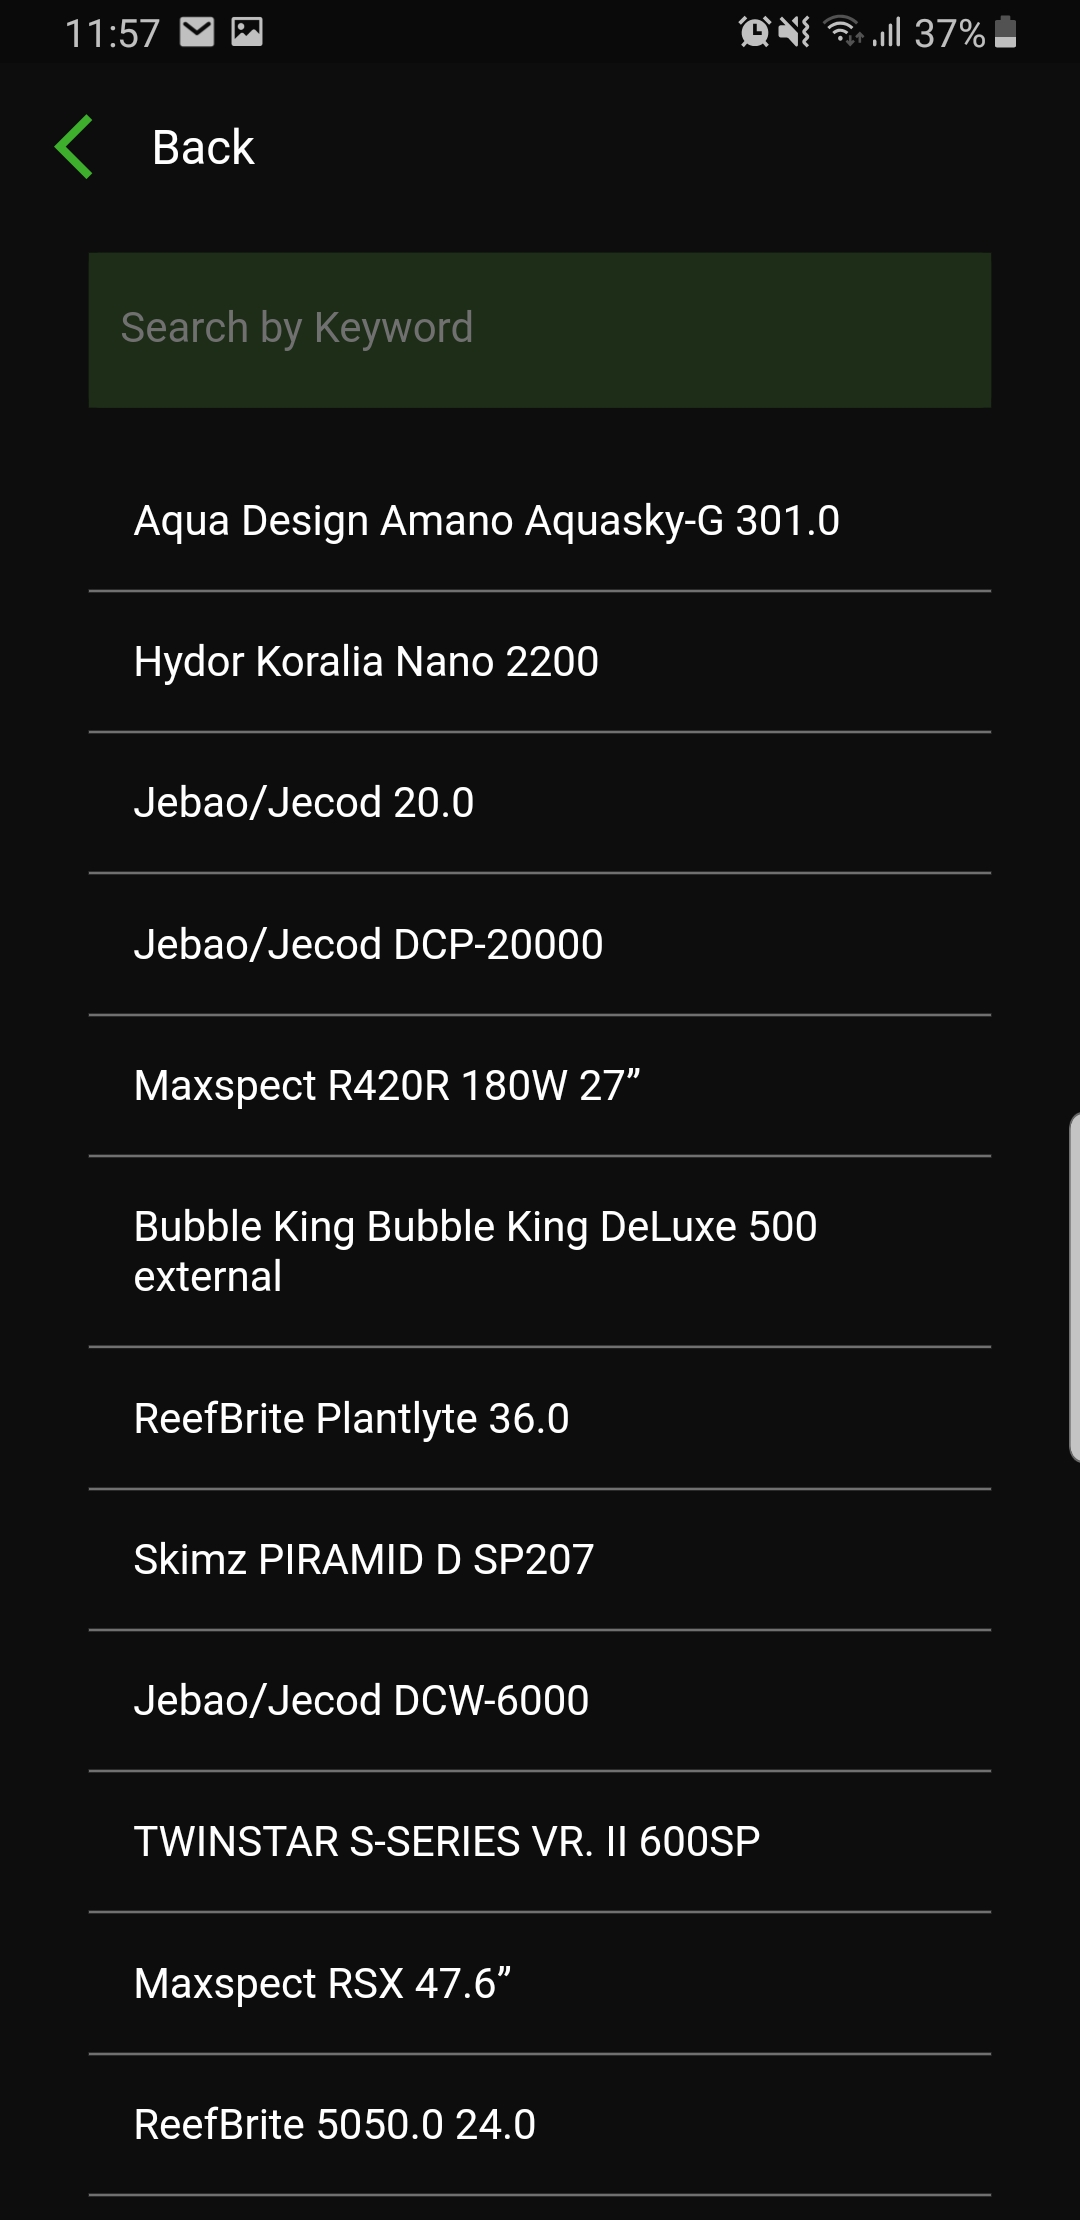 11:57
37%
Back
Search by Keyword
Aqua Design Amano Aquasky-G 301.0
Hydor Koralia Nano 2200
Jebao/Jecod 20.0
Jebao/Jecod DCP-20000
Maxspect R420R 180W 27”
Bubble King Bubble King DeLuxe 500
external
ReefBrite Plantlyte 36.0
Skimz PIRAMID D SP207
Jebao/Jecod DCW-6000
TWINSTAR S-SERIES VR. II 600SP
Maxspect RSX 47.6”
ReefBrite 5050.0 24.0